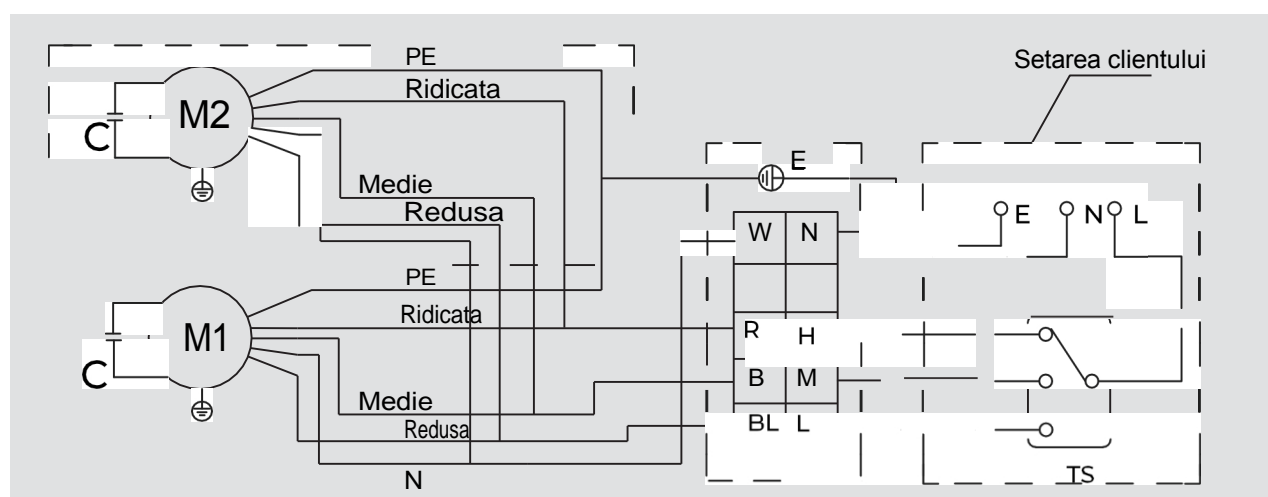 PE
Setarea clientului
Ridicata
M2
C
E
Medie
Redusa
E N L
W N
PE
Ridicata
M1
R H
C
B M
Medie
Redusa
BL L
N
TS